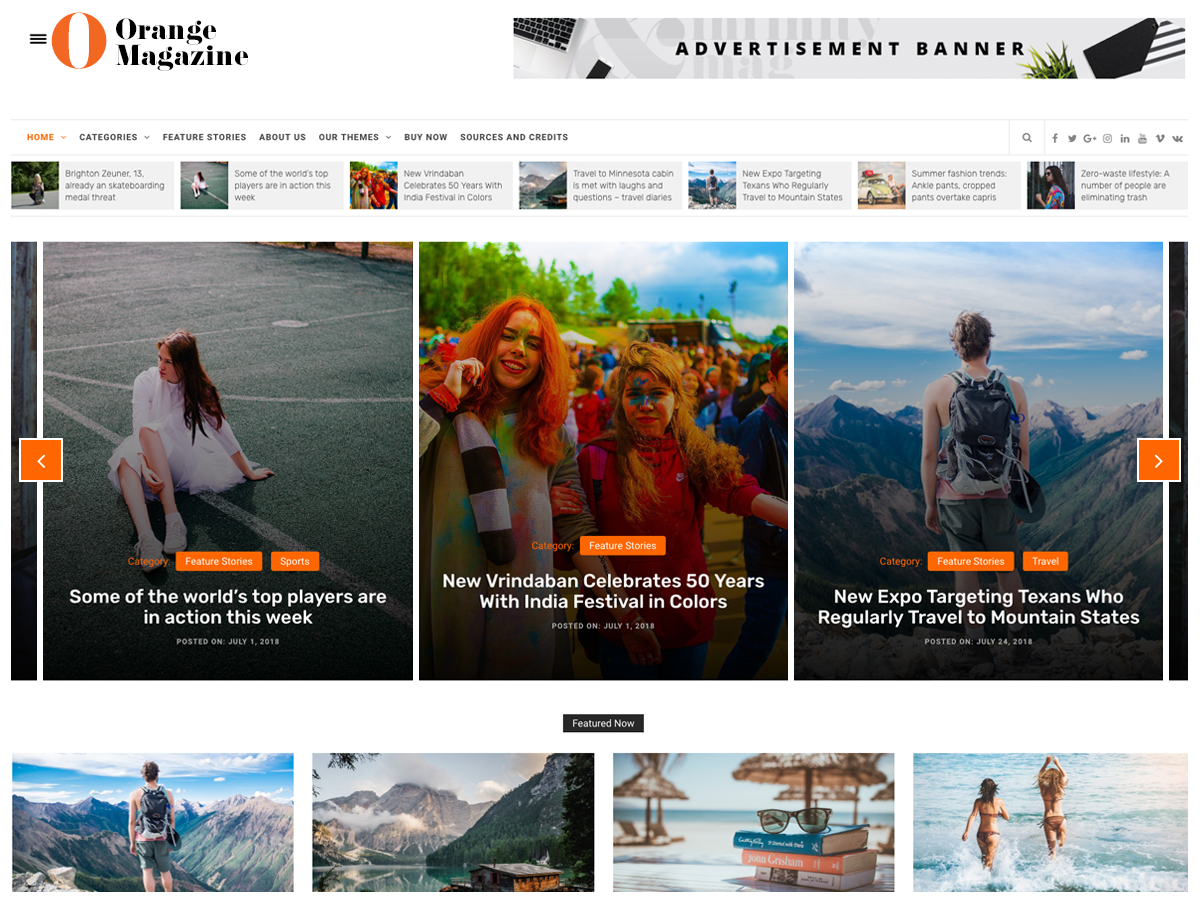 Orange
Magazine
ADVERTISEMENT BANNER
HOME CATEGORIES FEATURE STORIES ABOUT US OUR THEMES BUY NOW SOURCES AND CREDITS
Brighton Zeuner, 13,
already an skateboarding
medal threat
Some of the world's top
players are in action this
week
New Vrindaban
Celebrates 50 Years With
India Festival in Colors
Travel to Minnesota cabin
is met with laughs and
questions – travel diaries
New Expo Targeting
Texans Who Regularly
Travel to Mountain States
Summer fashion trends:
Ankle pants, cropped
pants overtake capris
Zero-waste lifestyle: A
number of people are
eliminating trash
Category: Feature Stories Sports
Some of the world's top players are
in action this week
POSTED ON: JULY 1, 2018
Category: Feature Stories
New Vrindaban Celebrates 50 Years
With India Festival in Colors
POSTED ON: JULY 1, 2018
Category: Feature Stories Travel
New Expo Targeting Texans Who
Regularly Travel to Mountain States
POSTED ON: JULY 24, 2018
Featured Now
John Grisham